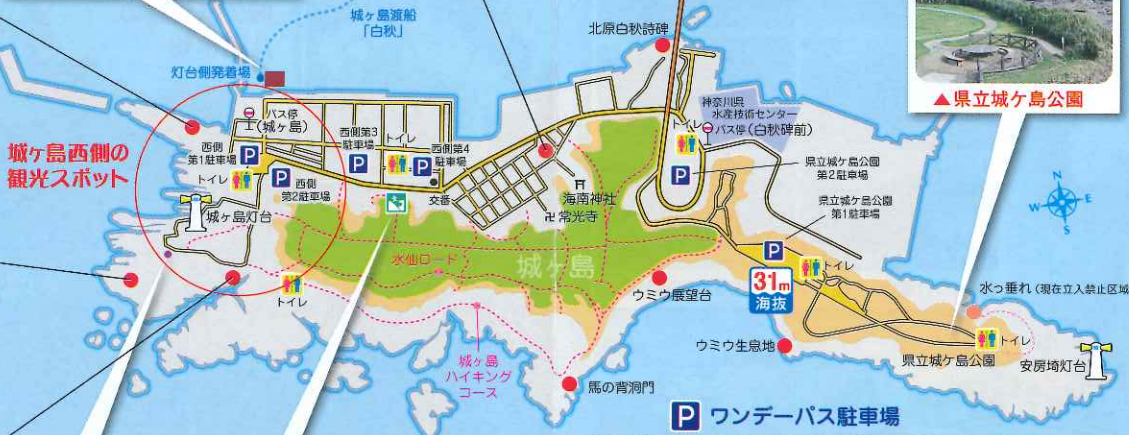 城ヶ島渡船
「白秋」
灯台側発着場
北原白秋詩碑
▲県立城ケ島公園
神奈川県
水産技術センター
バス停
(城ヶ島)
西側
第1駐車場
P
トイレ
西側
第2駐車場
P
西側第3
駐車場
P
トイレ
西側第4
駐車場
P
交番
城ヶ島西側の
観光スポット
城ヶ島灯台
海南神社
卍常光寺
トイレ
バス停(白秋碑前)
P
県立城ケ島公園
第2駐車場
県立城ケ島公園
第1駐車場
P
トイレ
31m
海抜
N
W
E
S
水仙ロード
城ヶ島
トイレ
ウミウ展望台
城ヶ島
ハイキング
コース
馬の背洞門
ウミウ生息地
水っ垂れ(現在立入禁止区域
トイレ
県立城ケ島公園
安房埼灯台
P ワンデーパス駐車場